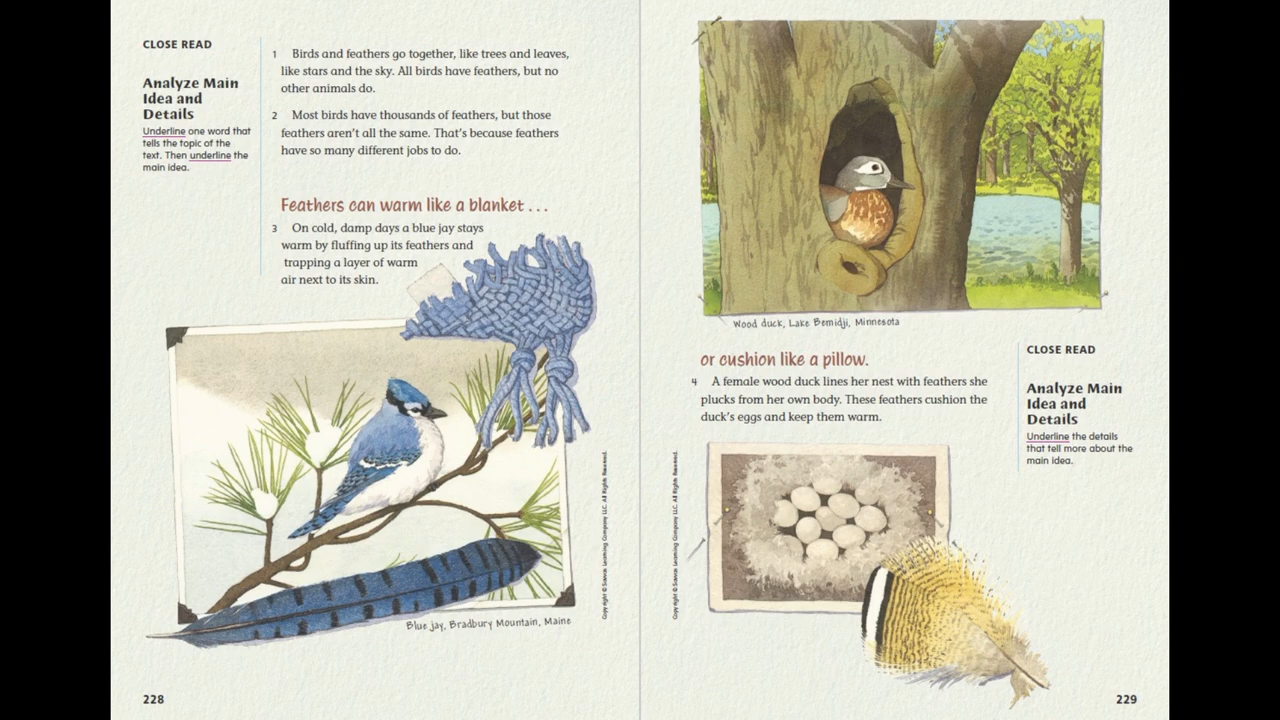 CLOSE READ
Analyze Main
Idea and
Details
Underline one word that
tells the topic of the
text. Then underline the
main idea.
1 Birds and feathers go together, like trees and leaves,
like stars and the sky. All birds have feathers, but no
other animals do.
2 Most birds have thousands of feathers, but those
feathers aren't all the same. That's because feathers
have so many different jobs to do.
Feathers can warm like a blanket . . .
3 On cold, damp days a blue jay stays
warm by fluffing up its feathers and
trapping a layer of warm
air next to its skin.
Blue jay, Bradbury Mountain, Maine
Copyright © Savvas Learning Company LLC. All Rights Reserved.
228
Wood duck, Lake Bemidji, Minnesota
or cushion like a pillow.
4 A female wood duck lines her nest with feathers she
plucks from her own body. These feathers cushion the
duck's eggs and keep them warm.
CLOSE READ
Analyze Main
Idea and
Details
Underline the details
that tell more about the
main idea.
Copyright © Savvas Learning Company LLC. All Rights Reserved.
229